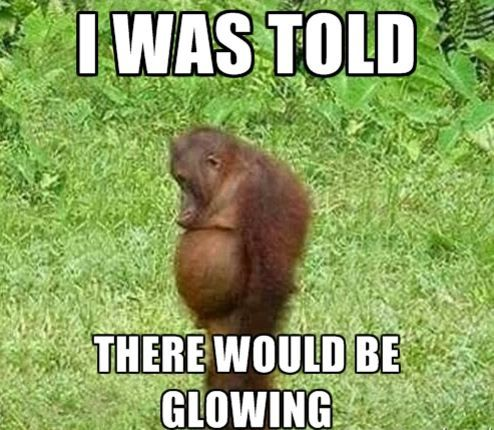 I WAS TOLD
THERE WOULD BE
GLOWING